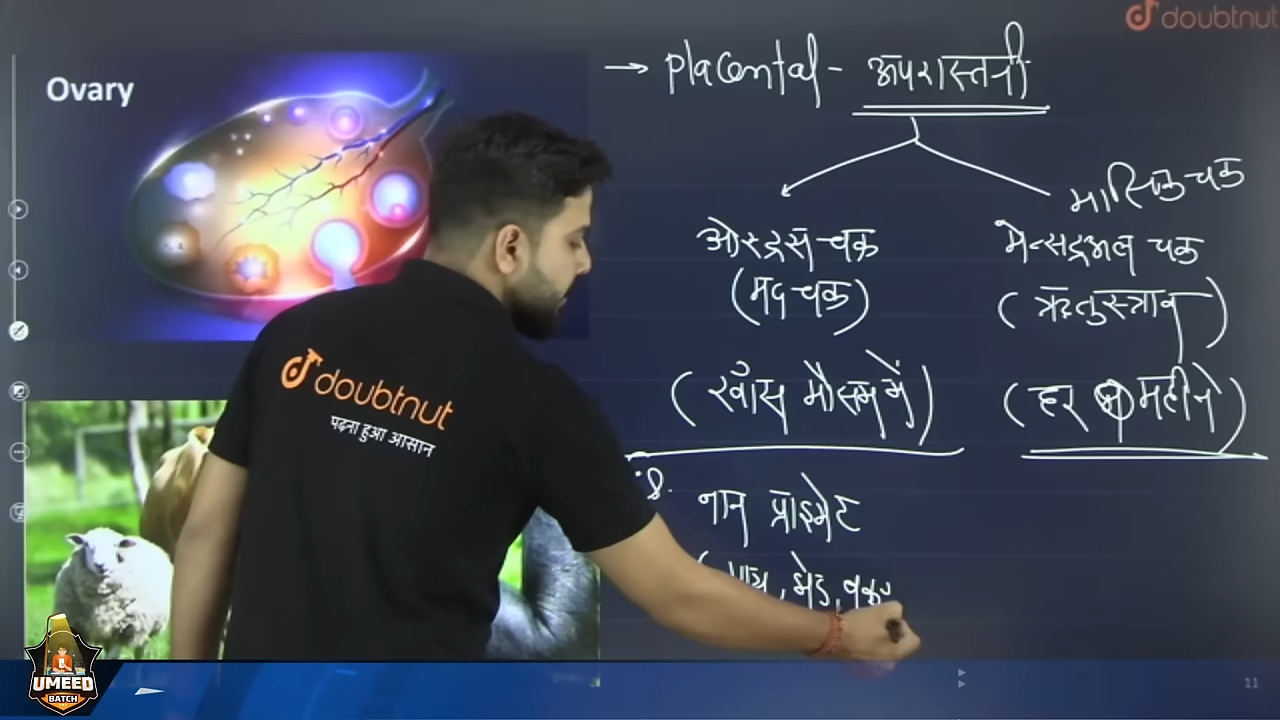 doubtnut
Ovary
→ Placental - अपरास्तनी
मासिक चक्र
ओस्ट्रस चक्र
मेन्सट्रुअल चक्र
(मद चक्र)
(ऋतुस्त्राव)
(खास मौसम में)
(हर महीने)
नान प्राइमेट
गाय, भेड़,
doubtnut
पढ़ना हुआ आसान
UMEED
BATCH
11